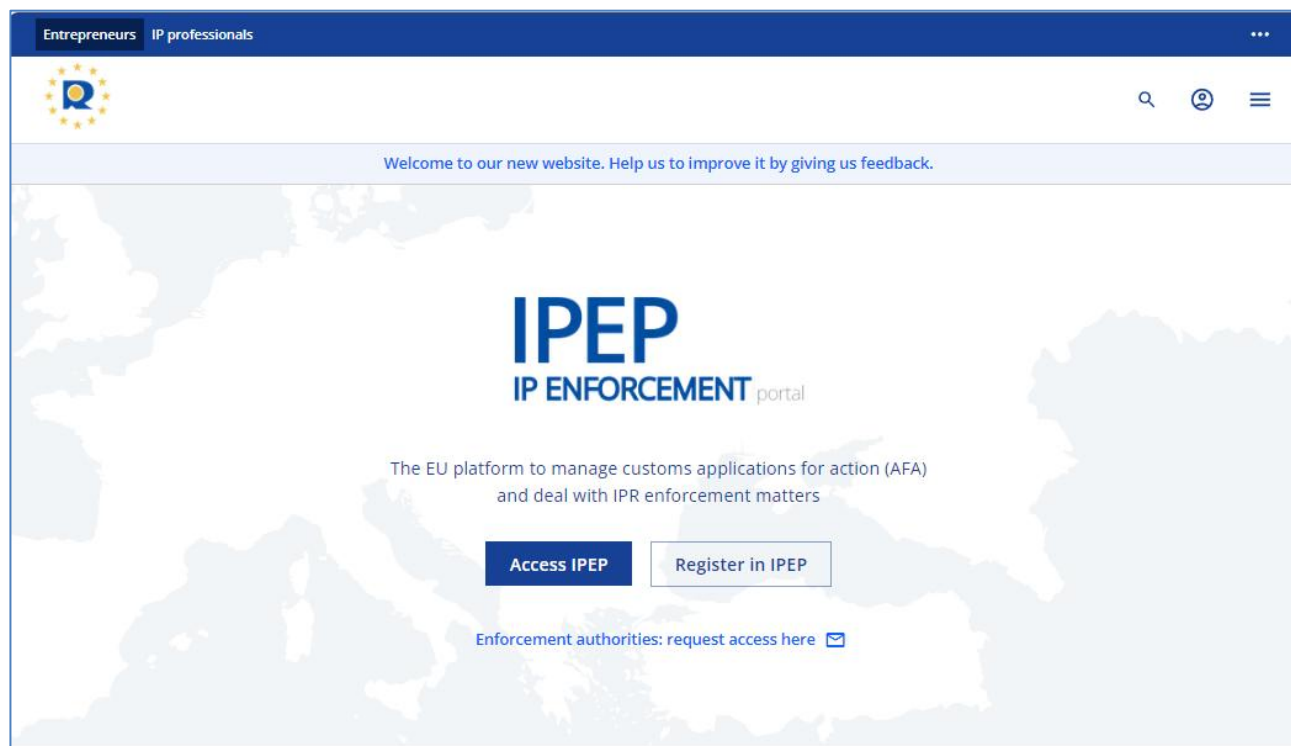 Entrepreneurs IP professionals
R
Welcome to our new website. Help us to improve it by giving us feedback.
IPEP
IP ENFORCEMENT portal
The EU platform to manage customs applications for action (AFA)
and deal with IPR enforcement matters
Access IPEP Register in IPEP
Enforcement authorities: request access here